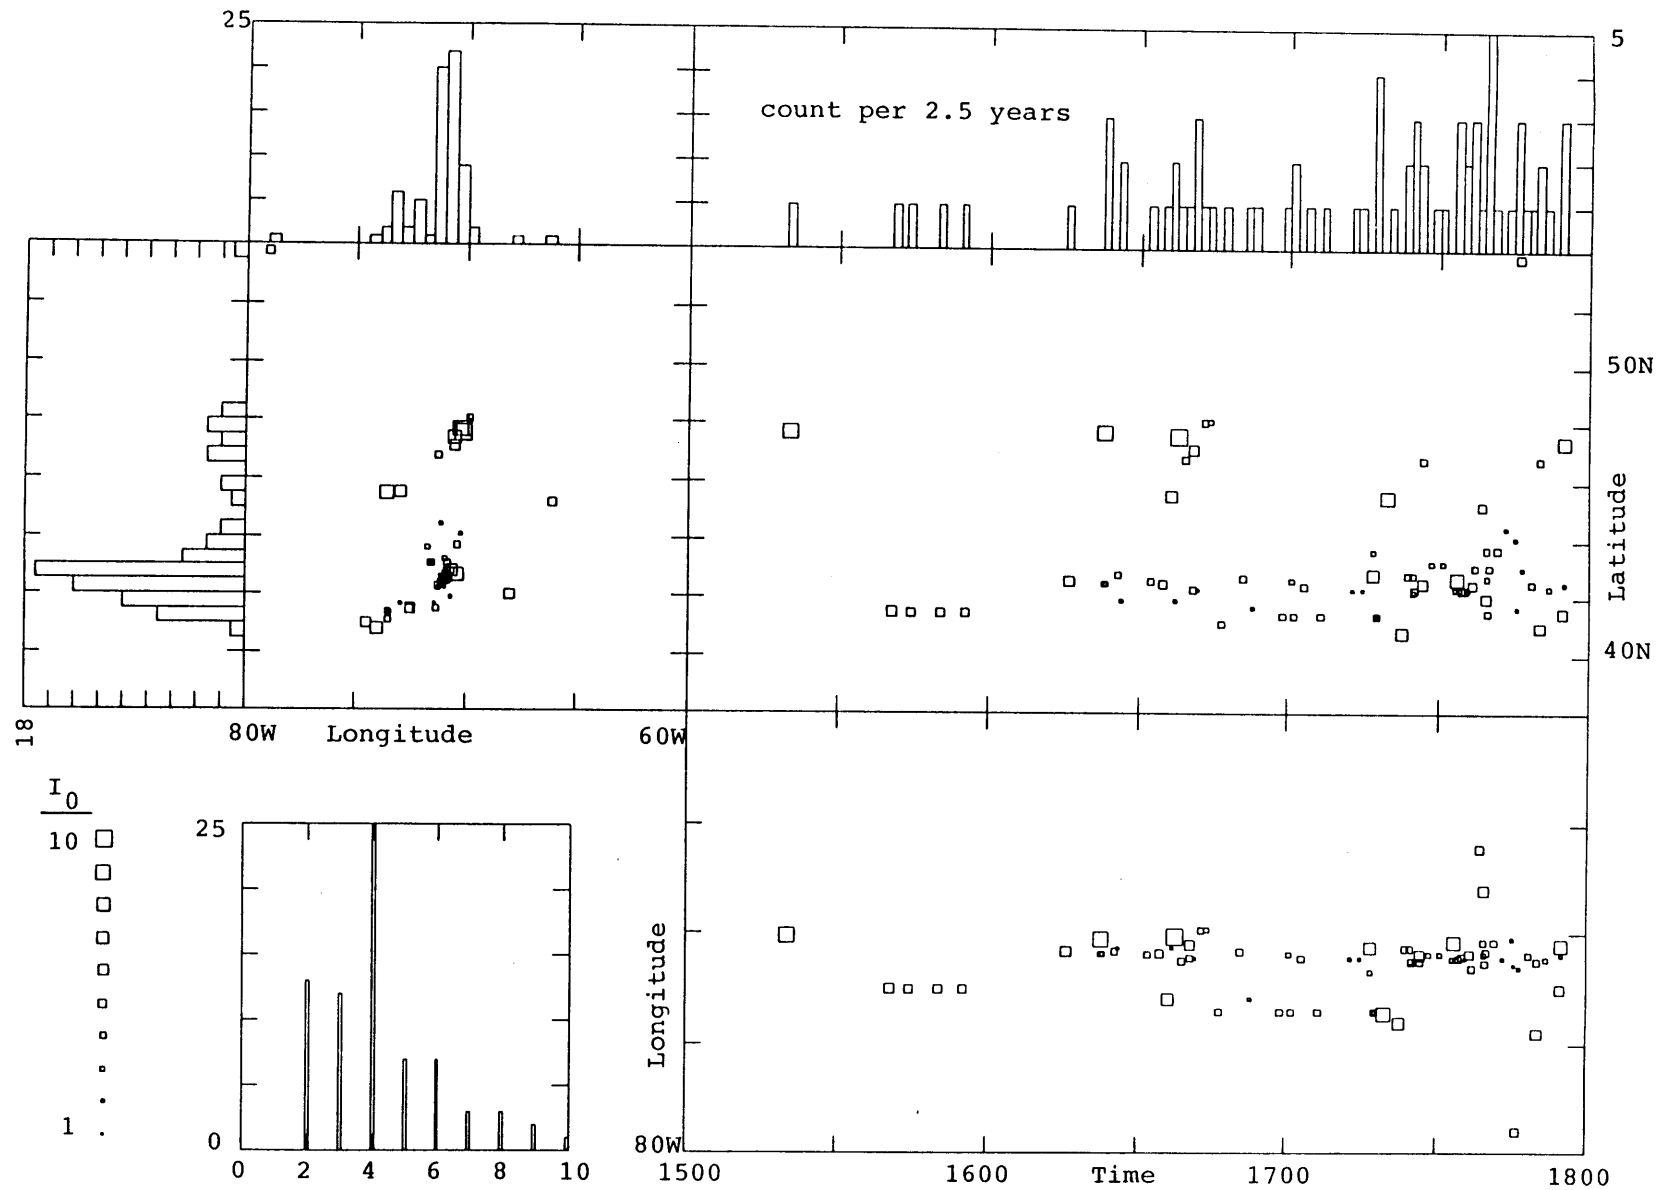 25
5
count per 2.5 years
50N
Latitude
40N
18
80W Longitude 60W
I0
10
1
25
0
0 2 4 6 8 10
Longitude
80W
1500 1600 Time 1700 1800